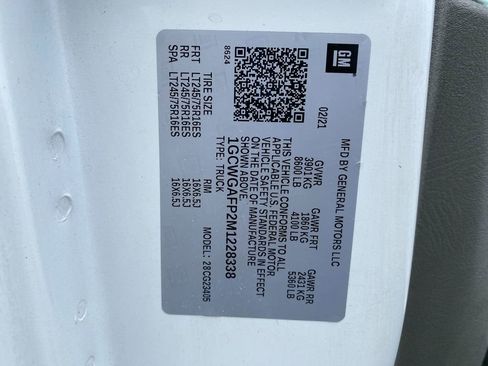 GM
MFD BY GENERAL MOTORS LLC
02/21
GVWR
3901 KG
8600 LB
GAWR FRT
1860 KG
4100 LB
GAWR RR
2431 KG
5360 LB
THIS VEHICLE CONFORMS TO ALL
APPLICABLE U.S. FEDERAL MOTOR
VEHICLE SAFETY STANDARDS IN EFFECT
ON THE DATE OF MANUFACTURE
SHOWN ABOVE.
1GCWGAFP2M1228338
TYPE: TRUCK
MODEL: 28CG23405
8624
TIRE SIZE RIM
FRT LT245/75R16ES 16X6.5J
RR LT245/75R16ES 16X6.5J
SPA LT245/75R16ES 16X6.5J